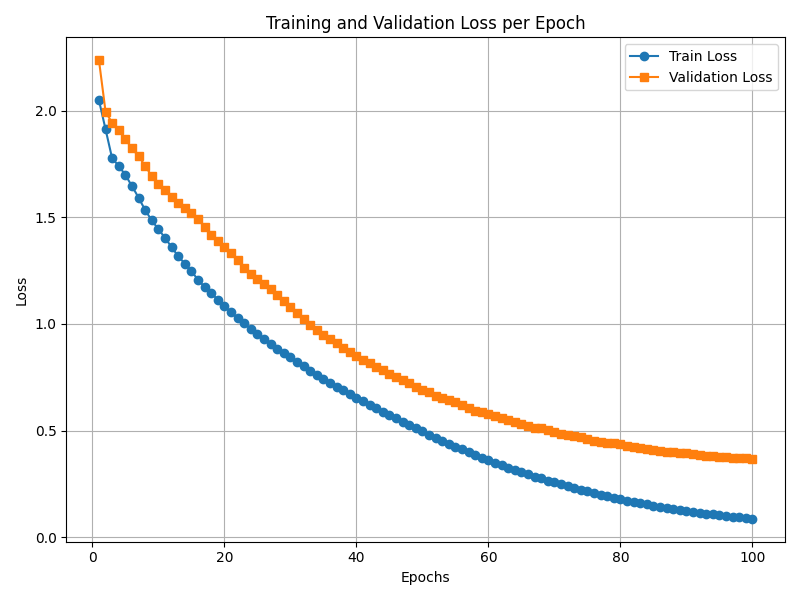 Training and Validation Loss per Epoch
Train Loss
Validation Loss
2.0
1.5
1.0
0.5
0.0
Loss
0 20 40 60 80 100
Epochs